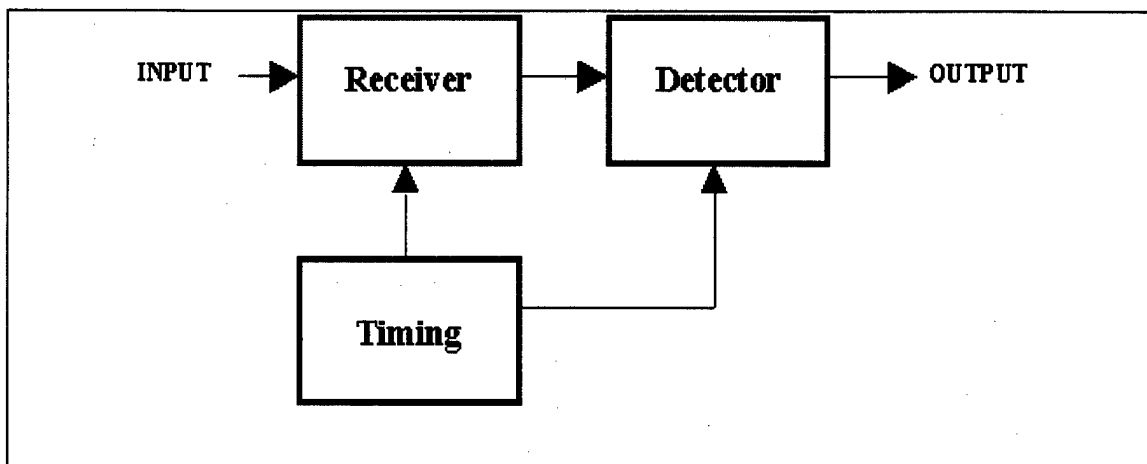 INPUT
Receiver
Detector
OUTPUT
Timing